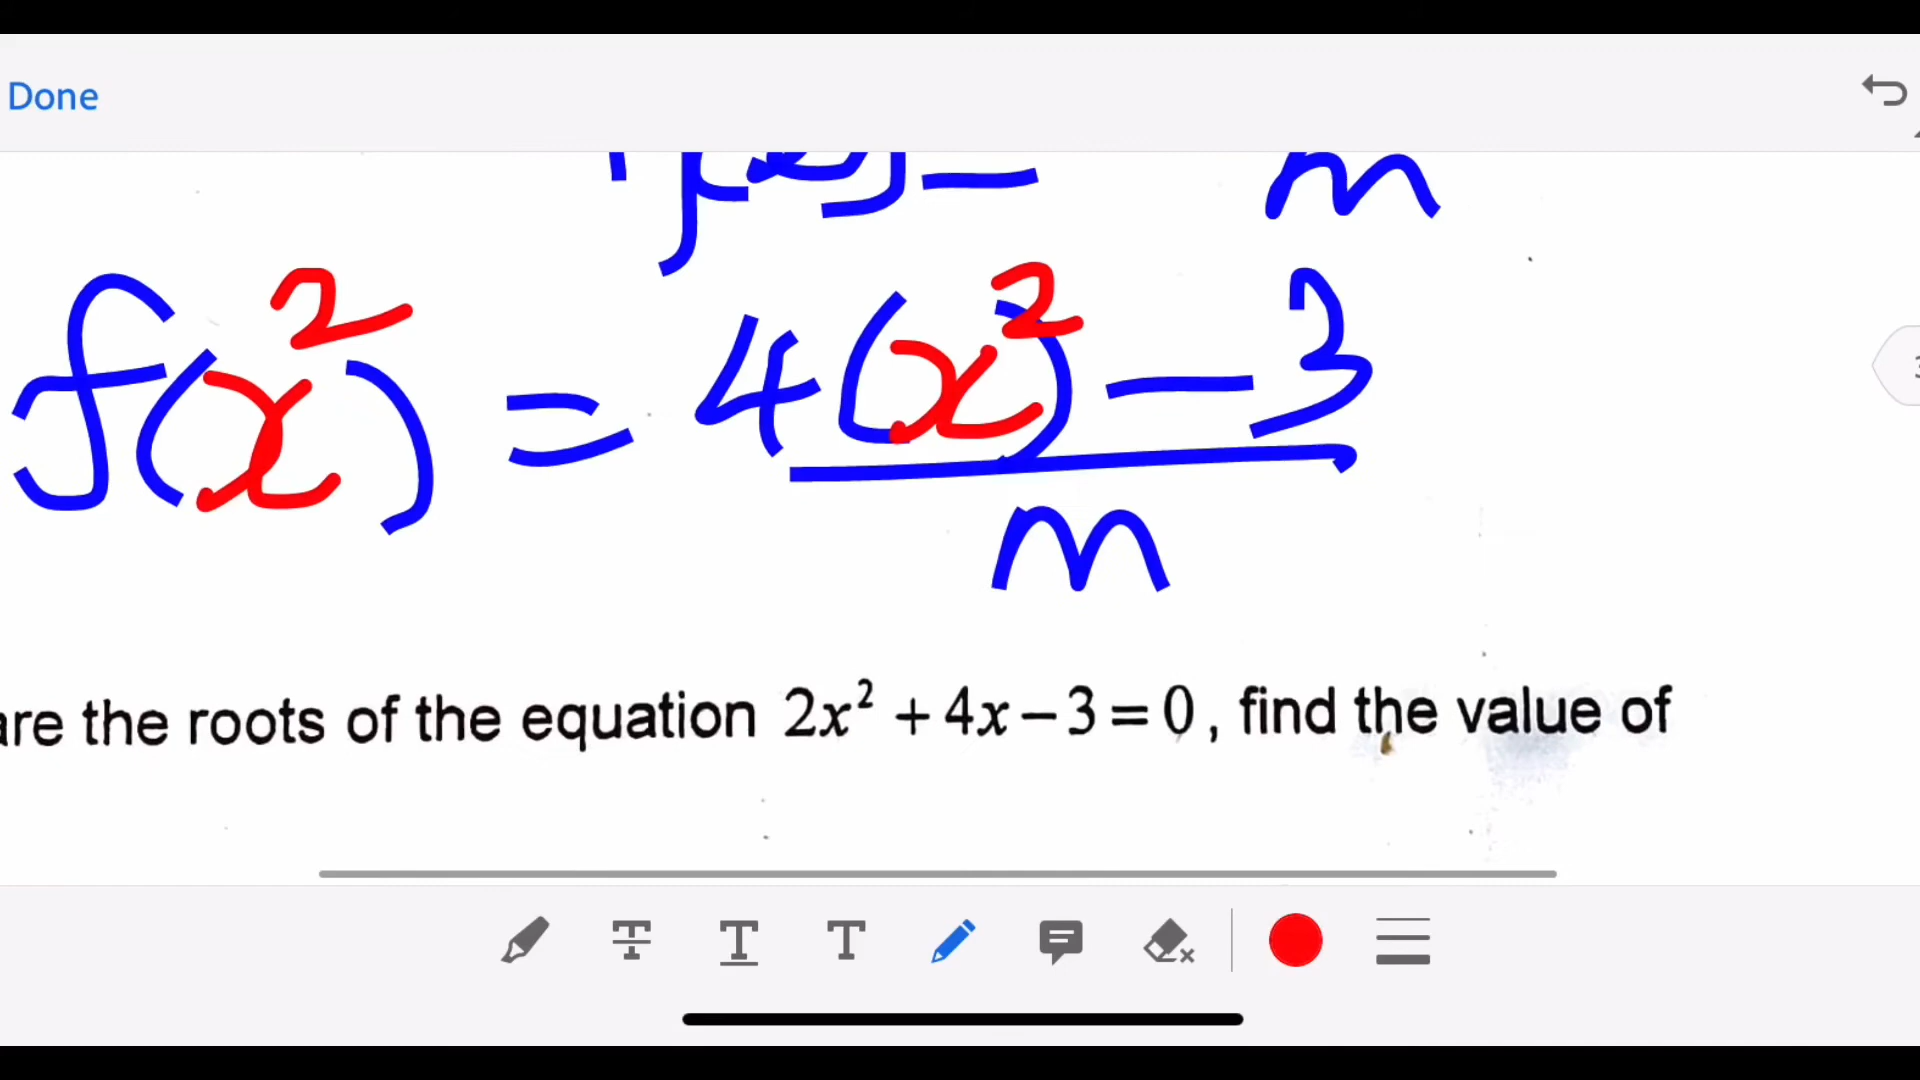 Done
m
f(x²) = 4(x²) - 3
m
are the roots of the equation 2x² + 4x - 3 = 0, find the value of
T T T